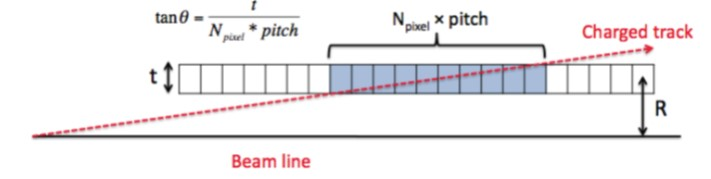 tanθ = t / N_pixel * pitch
N_pixel × pitch
Charged track
t
R
Beam line